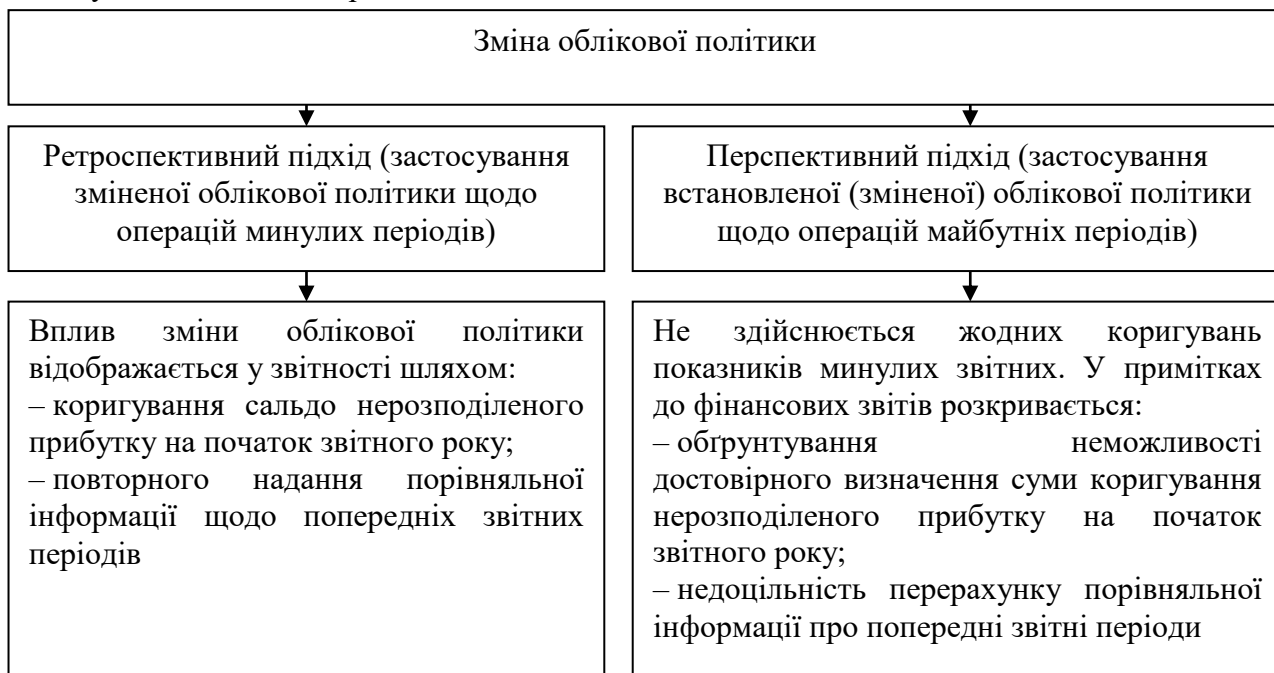 Зміна облікової політики
Ретроспективний підхід (застосування
зміненої облікової політики щодо
операцій минулих періодів)
Перспективний підхід (застосування
встановленої (зміненої) облікової політики
щодо операцій майбутніх періодів)
Вплив зміни облікової політики
відображається у звітності шляхом:
– коригування сальдо нерозподіленого
прибутку на початок звітного року;
– повторного надання порівняльної
інформації щодо попередніх звітних
періодів
Не здійснюється жодних коригувань
показників минулих звітних. У примітках
до фінансових звітів розкривається:
– обґрунтування неможливості
достовірного визначення суми коригування
нерозподіленого прибутку на початок
звітного року;
– недоцільність перерахунку порівняльної
інформації про попередні звітні періоди